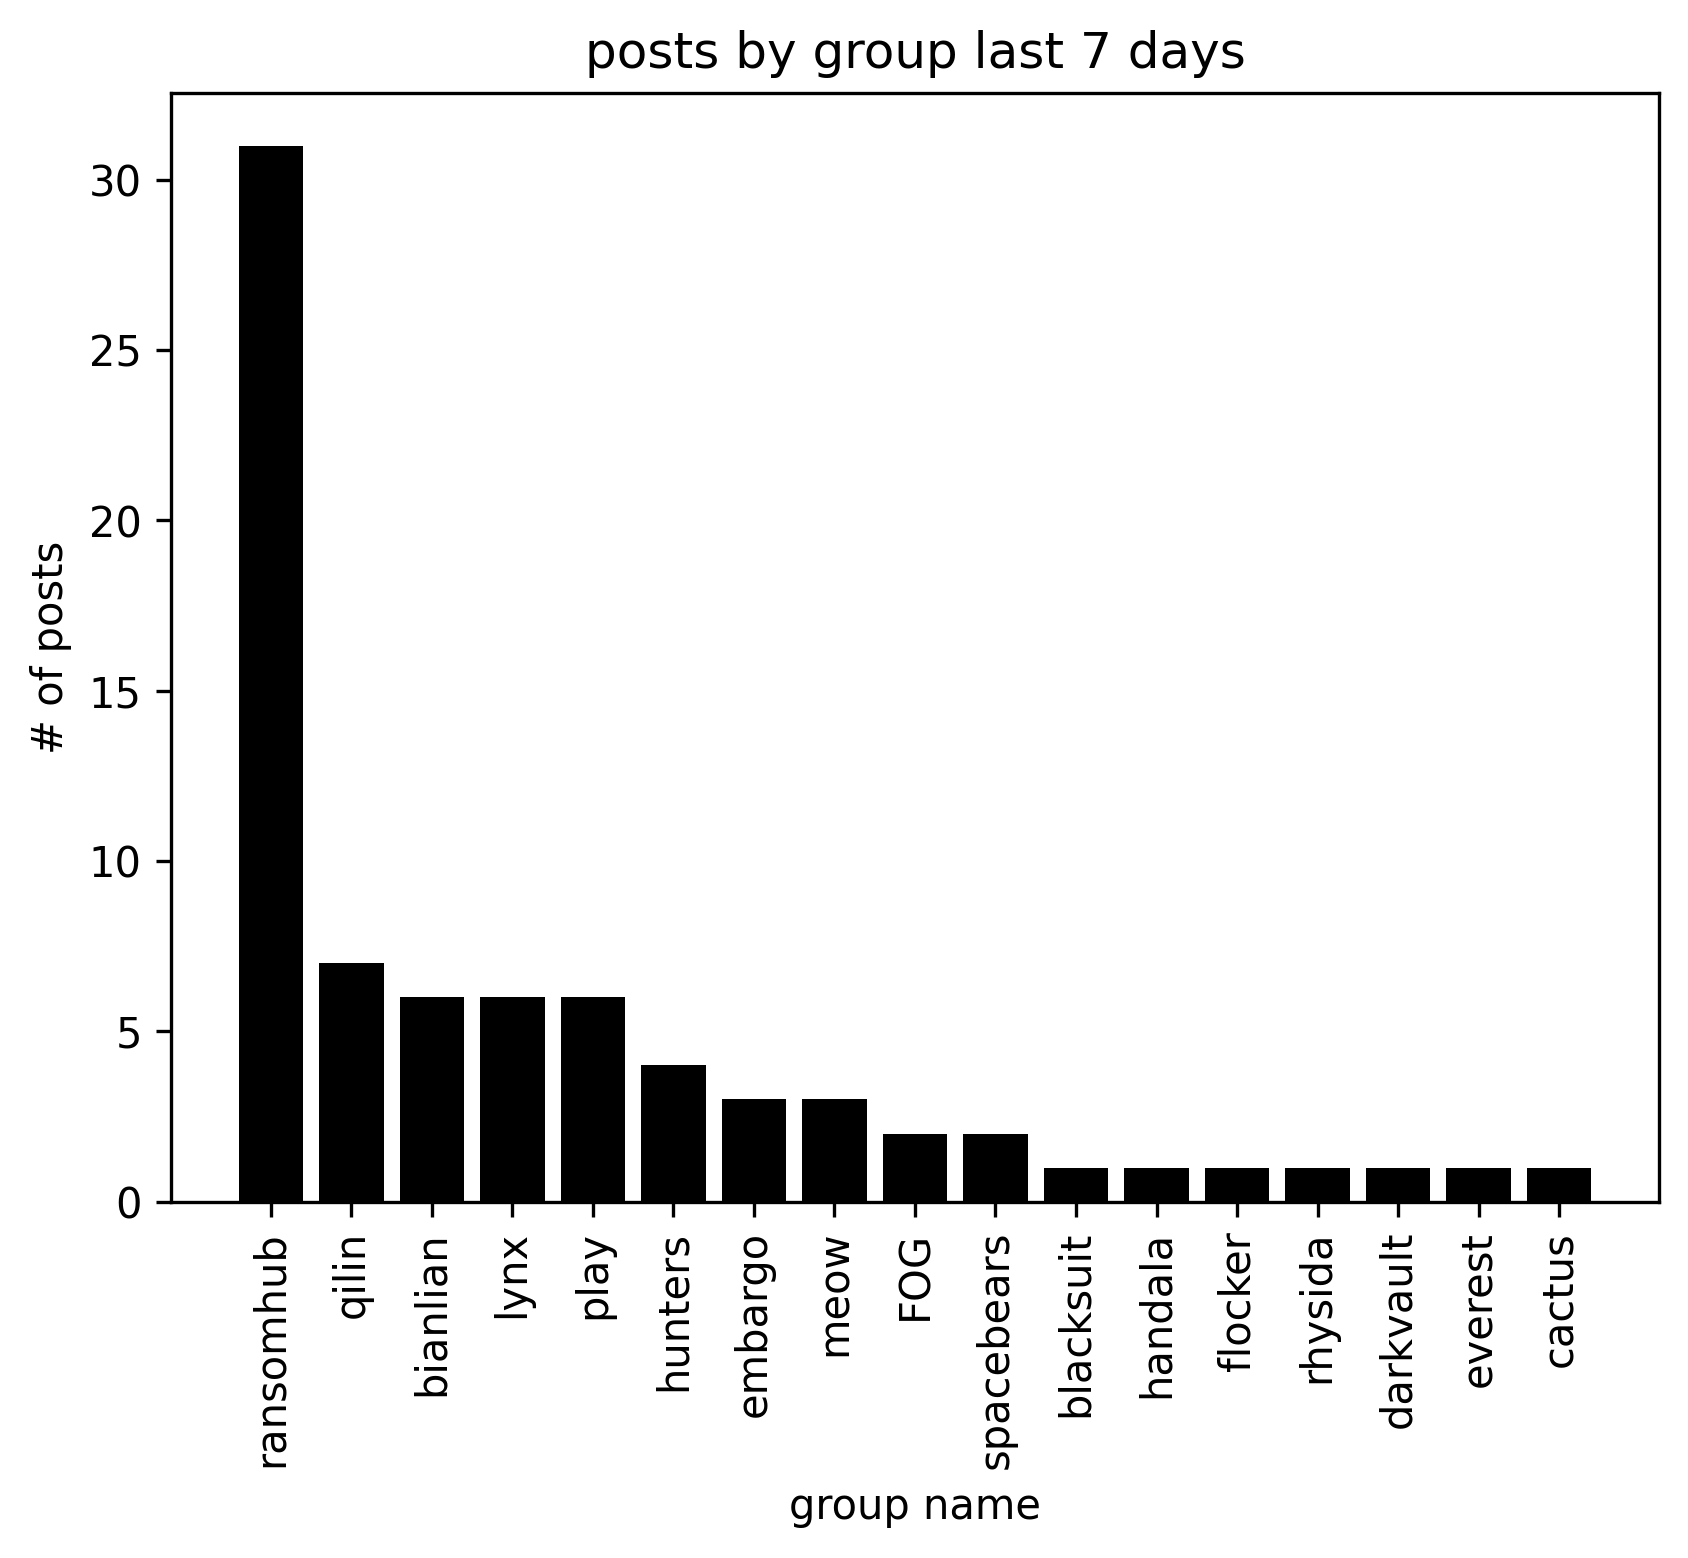 posts by group last 7 days
# of posts
30
25
20
15
10
5
0
ransomhub
qilin
bianlian
lynx
play
hunters
embargo
meow
FOG
spacebears
blacksuit
handala
flocker
rhysida
darkvault
everest
cactus
group name